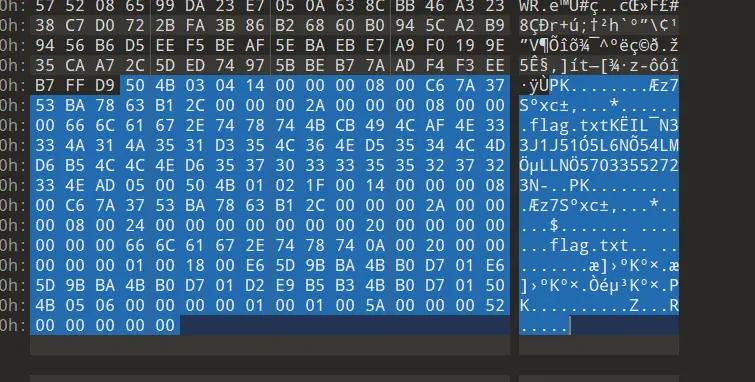 0h: 57 52 08 65 99 DA 23 E7 05 63 8C BB 46 A3 23 WR.e™Ú#ç..cŒ»F£#
0h: 38 C7 D0 72 2B FA 3B 86 B2 68 60 B0 94 5C A2 B9 8ÇÐr+ú;†²h`°”\¢¹
0h: 94 56 B6 D5 EE F5 BE AF 5E BA EB E7 A9 F0 19 9E ”V¶Õîõ¾¯^ºëç©ð.ž
0h: 35 CA A7 2C 5D ED 74 97 5B BE B7 7A AD F4 F3 EE 5Ê§,]ít—[¾·z-ôóî
0h: B7 FF D9 50 4B 03 04 14 00 00 00 08 00 C6 7A 37 ·ÿÙPK.........Æz7
0h: 53 BA 78 63 B1 2C 00 00 00 2A 00 00 00 08 00 00 Sºxc±,...*......
0h: 00 66 6C 61 67 2E 74 78 74 4B CB 49 4C AF 4E 33 .flag.txtKËIL¯N3
0h: 33 4A 31 4A 35 31 D3 35 4C 36 4E D5 35 34 4C 4D 3J1J51Ó5L6NÕ54LM
0h: D6 B5 4C 4C 4E D6 35 37 30 33 33 35 35 32 37 32 ÖµLLNÖ5703355272
0h: 33 4E AD 05 00 50 4B 01 02 1F 00 14 00 00 00 08 3N-..PK.........
0h: 00 C6 7A 37 53 BA 78 63 B1 2C 00 00 00 2A 00 00 .Æz7Sºxc±,...*..
0h: 00 08 00 24 00 00 00 00 00 00 00 20 00 00 00 00 ...$....... ....
0h: 00 00 00 66 6C 61 67 2E 74 78 74 0A 00 20 00 00 ...flag.txt.. ..
0h: 00 00 00 01 00 18 00 E6 5D 9B BA 4B B0 D7 01 E6 .......æ]›ºK°×.æ
0h: 5D 9B BA 4B B0 D7 01 D2 E9 B5 B3 4B B0 D7 01 50 ]›ºK°×.Òéµ³K°×.P
0h: 4B 05 06 00 00 00 00 01 00 01 00 5A 00 00 00 52 K..........Z...R
0h: 00 00 00 00 00 .....